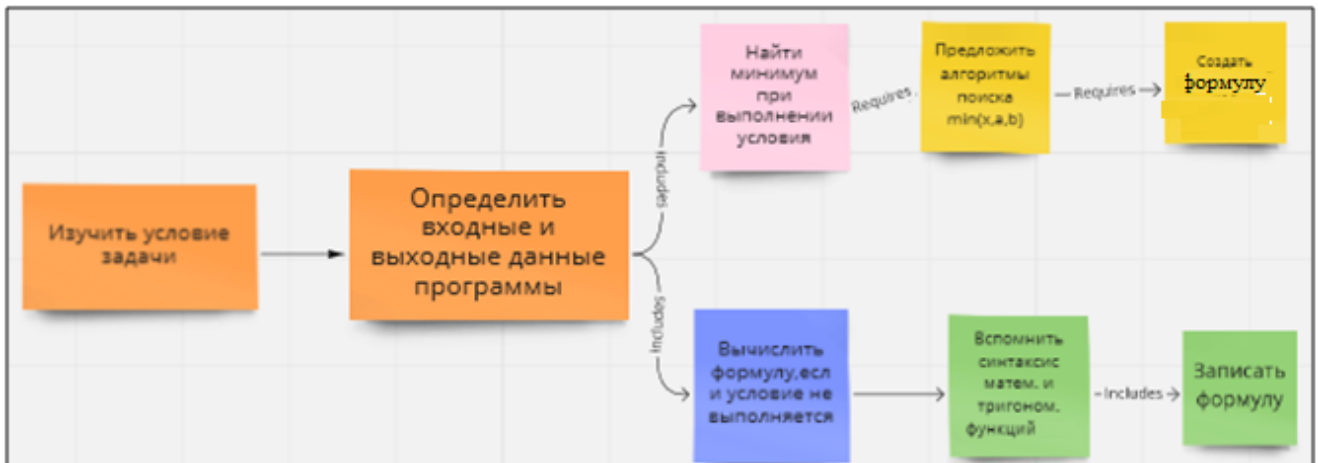 Изучить условие
задачи
Определить
входные и
выходные данные
программы
includes
Найти
минимум
при
выполнении
условия
Requires
Предложить
алгоритмы
поиска
min(x,a,b)
Requires
Создать
формулу
includes
Вычислить
формулу,есл
и условие не
выполняется
Вспомнить
синтаксис
матем. и
тригоном.
функций
Includes
Записать
формулу